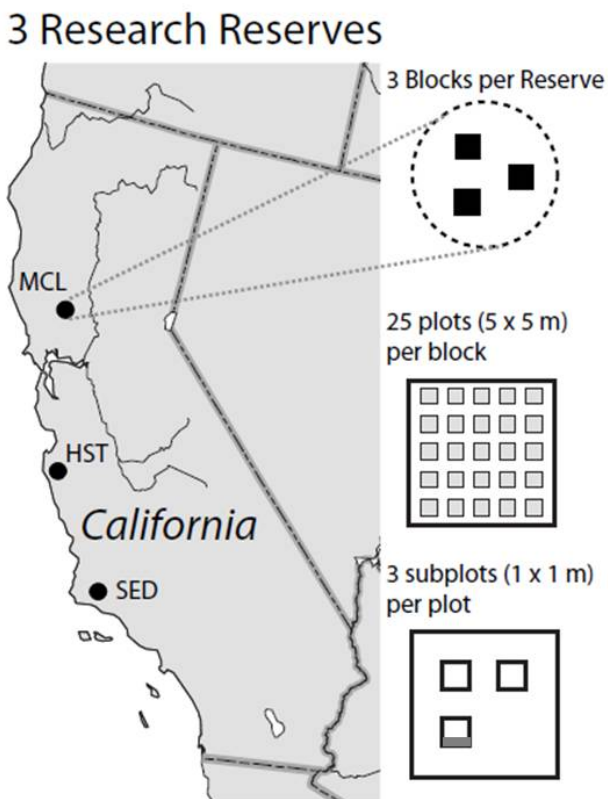 3 Research Reserves
3 Blocks per Reserve
MCL
25 plots (5 x 5 m)
per block
HST
California
3 subplots (1 x 1 m)
per plot
SED